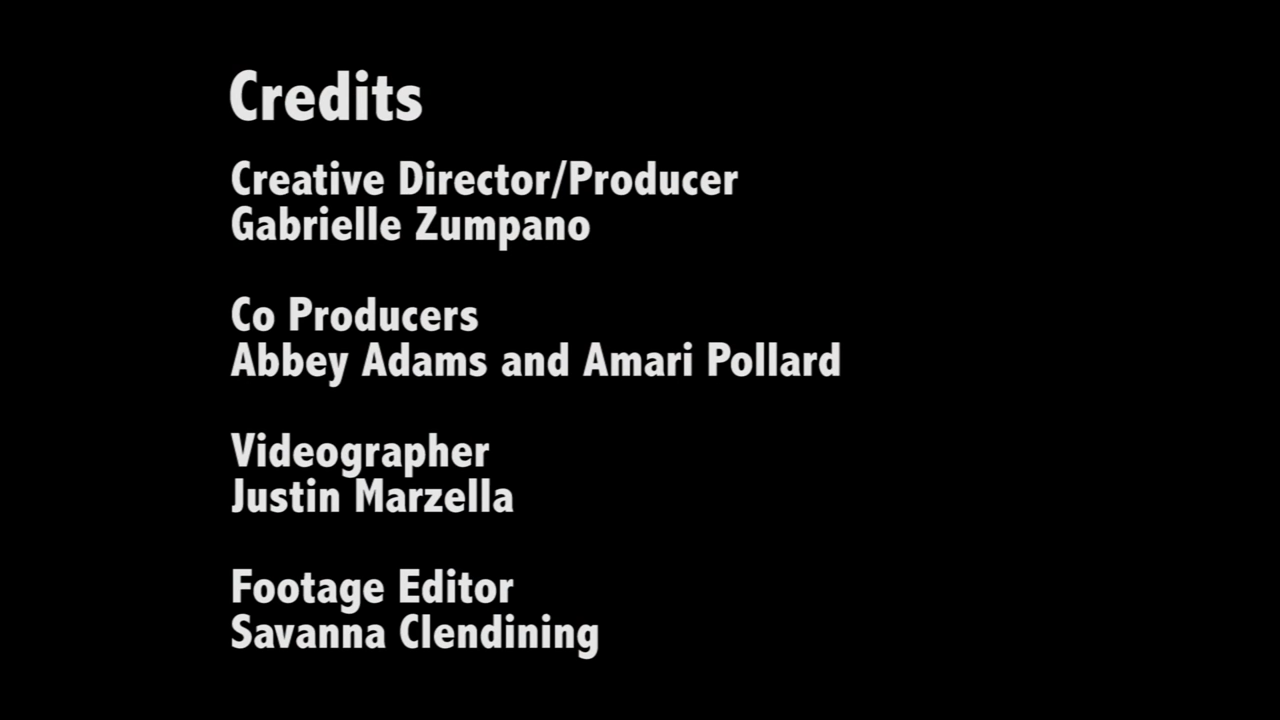 Credits
Creative Director/Producer
Gabrielle Zumpano
Co Producers
Abbey Adams and Amari Pollard
Videographer
Justin Marzella
Footage Editor
Savanna Clendining